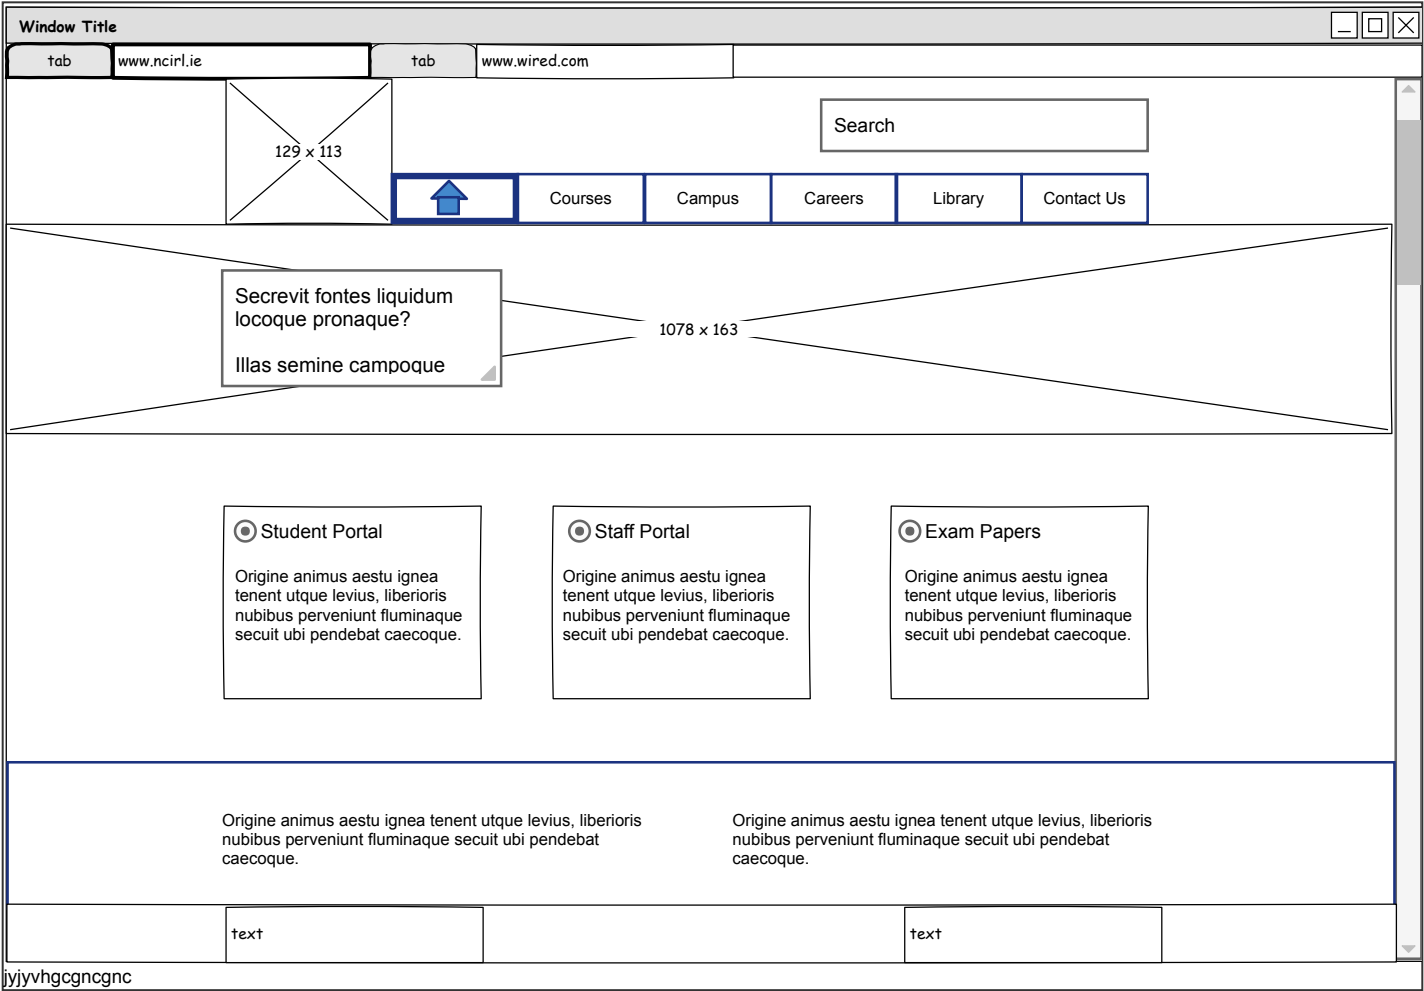 Window Title
tab www.ncirl.ie tab www.wired.com
129 x 113
Search
Courses Campus Careers Library Contact Us
Secrevit fontes liquidum
locoque pronaque?
Illas semine campoque
1078 x 163
Student Portal
Origine animus aestu ignea
tenent utque levius, liberioris
nubibus perveniunt fluminaque
secuit ubi pendebat caecoque.
Staff Portal
Origine animus aestu ignea
tenent utque levius, liberioris
nubibus perveniunt fluminaque
secuit ubi pendebat caecoque.
Exam Papers
Origine animus aestu ignea
tenent utque levius, liberioris
nubibus perveniunt fluminaque
secuit ubi pendebat caecoque.
Origine animus aestu ignea tenent utque levius, liberioris
nubibus perveniunt fluminaque secuit ubi pendebat
caecoque.
Origine animus aestu ignea tenent utque levius, liberioris
nubibus perveniunt fluminaque secuit ubi pendebat
caecoque.
text
text
jyjyvhgcgncgnc